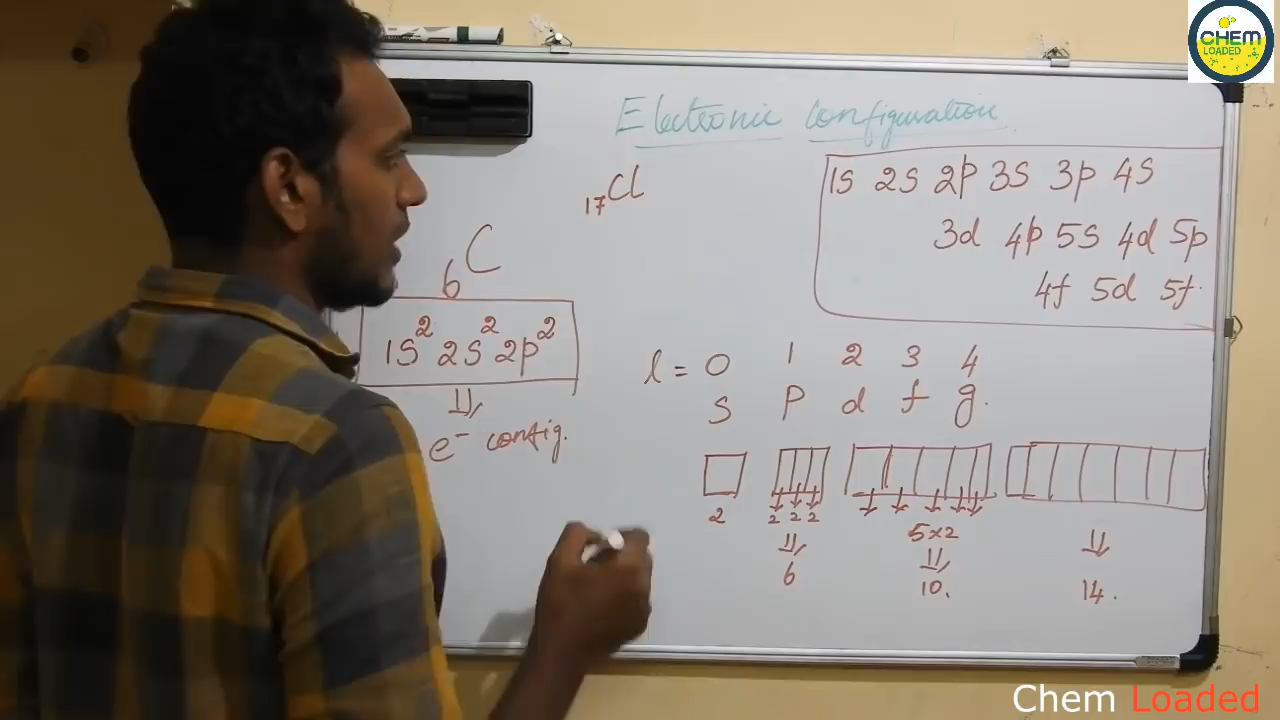 CHEM
LOADED
Electronic configuration
17Cl
1s 2s 2p 3s 3p 4s
3d 4p 5s 4d 5p
4f 5d 5f.
6C
1s² 2s² 2p²
e⁻ config.
l = 0 1 2 3 4
s p d f g.
2
2 2 2
6
5×2
10.
14.
Chem Loaded